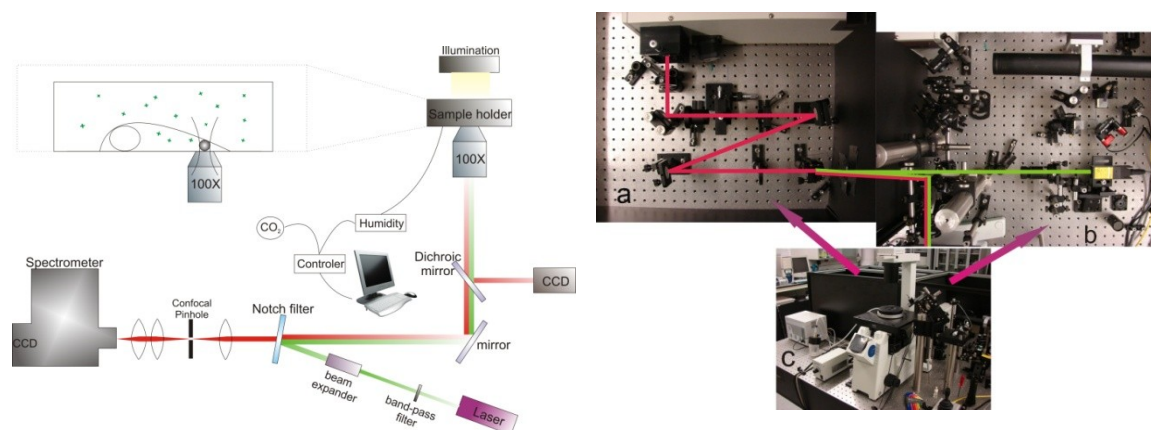 Illumination
Sample holder
100X
100X
CO2
Humidity
Controler
Dichroic
mirror
CCD
Spectrometer
Confocal
Pinhole
Notch filter
CCD
mirror
beam
expander
band-pass
filter
Laser
a
b
c